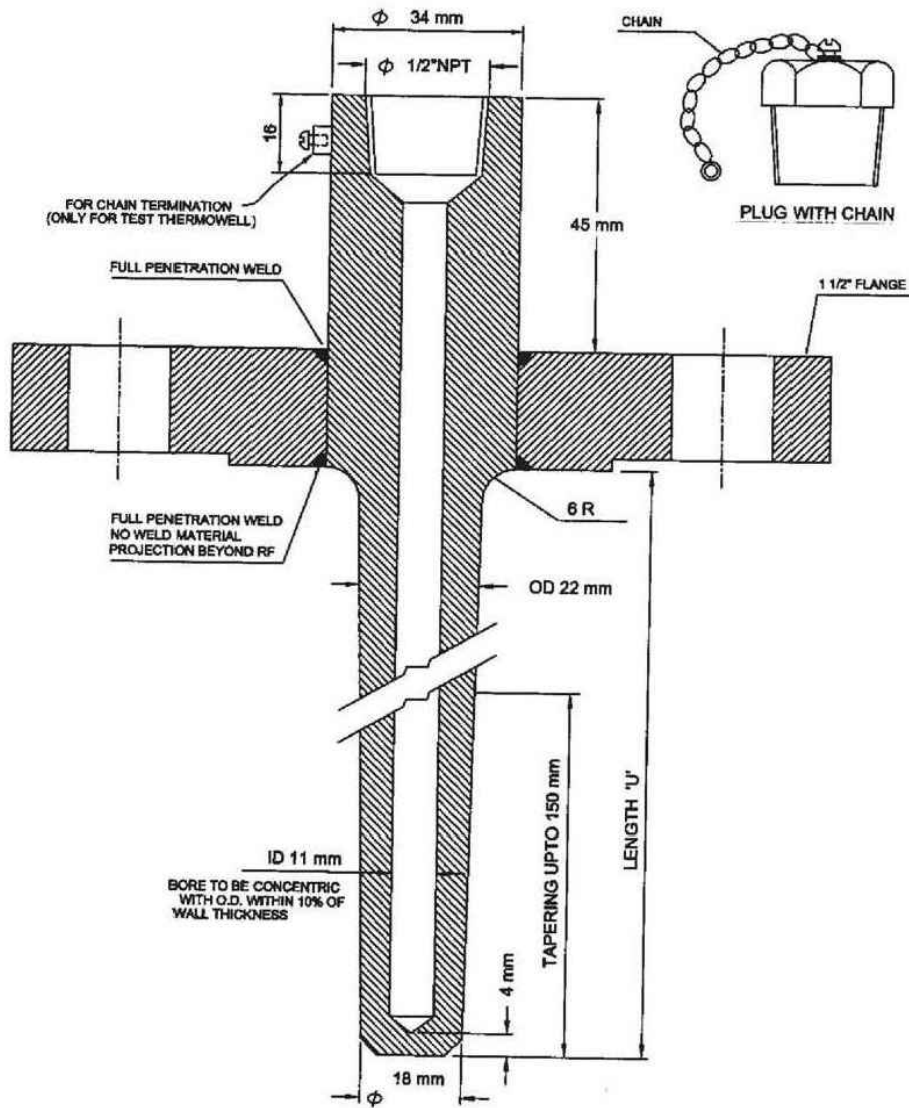 ϕ 34 mm
ϕ 1/2"NPT
CHAIN
16
FOR CHAIN TERMINATION
(ONLY FOR TEST THERMOWELL)
45 mm
PLUG WITH CHAIN
FULL PENETRATION WELD
1 1/2" FLANGE
FULL PENETRATION WELD
NO WELD MATERIAL
PROJECTION BEYOND RF
6 R
OD 22 mm
TAPERING UPTO 150 mm
LENGTH 'U'
ID 11 mm
BORE TO BE CONCENTRIC
WITH O.D. WITHIN 10% OF
WALL THICKNESS
4 mm
18 mm
ϕ